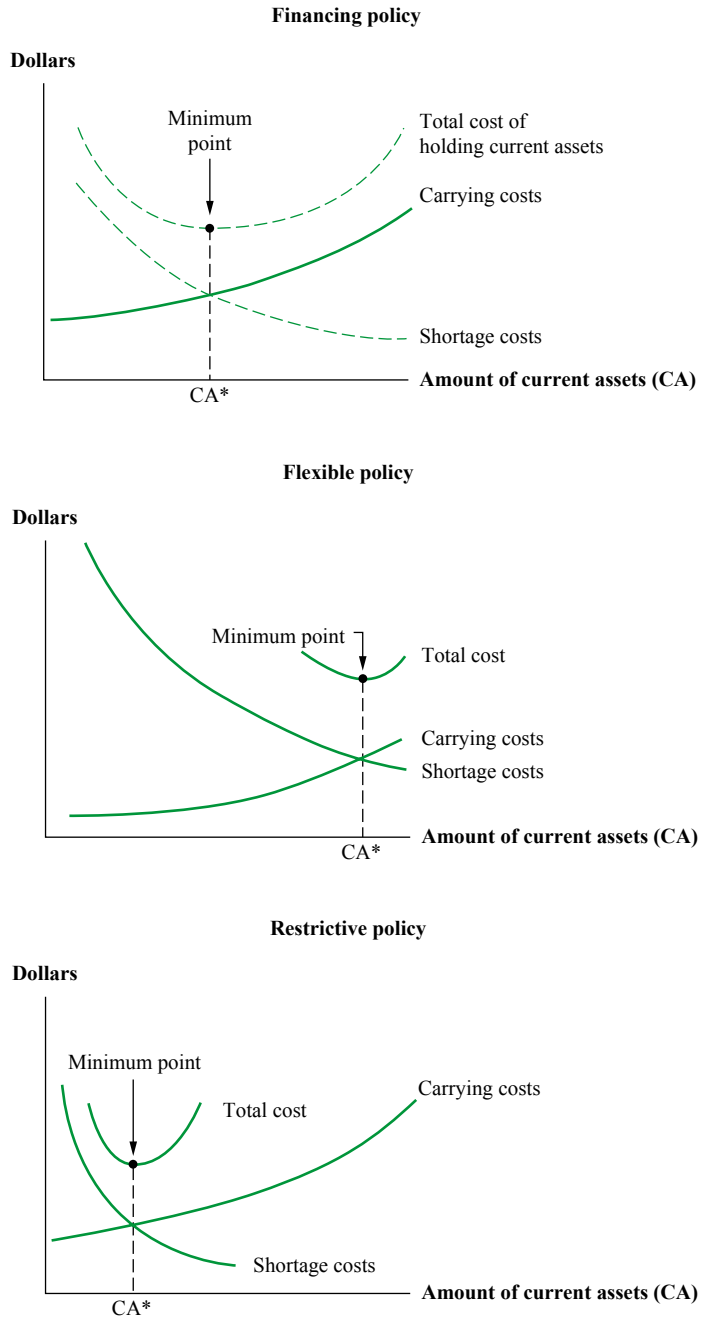 Financing policy
Dollars
Minimum
point
Total cost of
holding current assets
Carrying costs
Shortage costs
Amount of current assets (CA)
CA*
Flexible policy
Dollars
Minimum point
Total cost
Carrying costs
Shortage costs
Amount of current assets (CA)
CA*
Restrictive policy
Dollars
Minimum point
Carrying costs
Total cost
Shortage costs
Amount of current assets (CA)
CA*